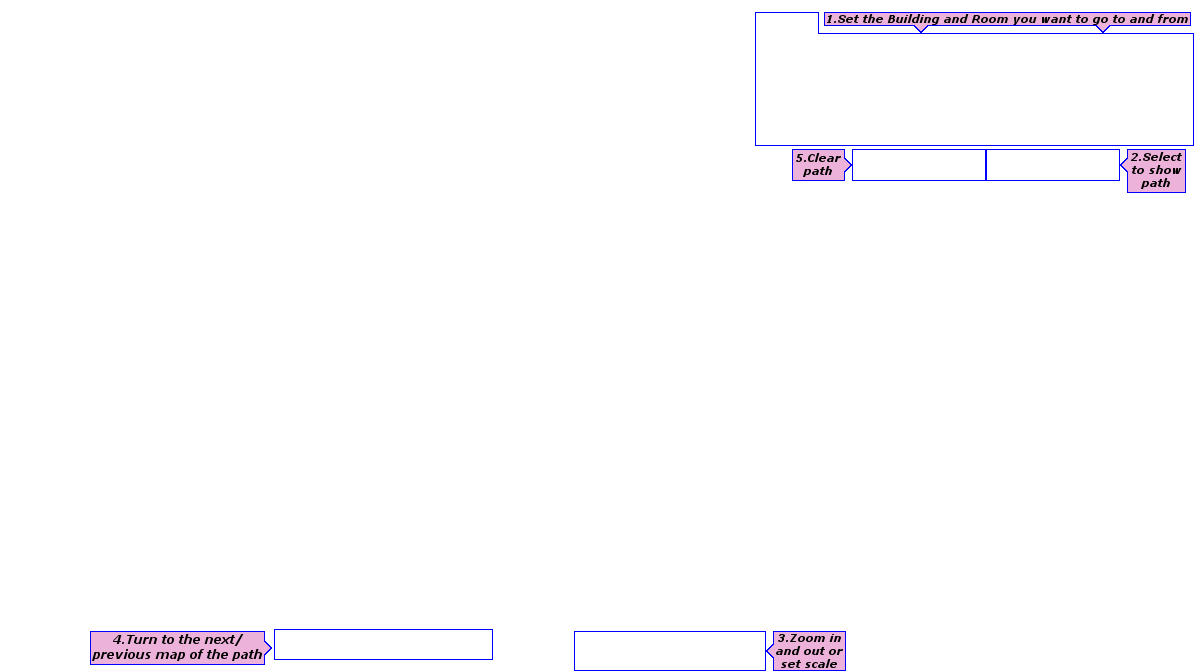 1.Set the Building and Room you want to go to and from
5.Clear
path
2.Select
to show
path
4.Turn to the next/
previous map of the path
3.Zoom in
and out or
set scale